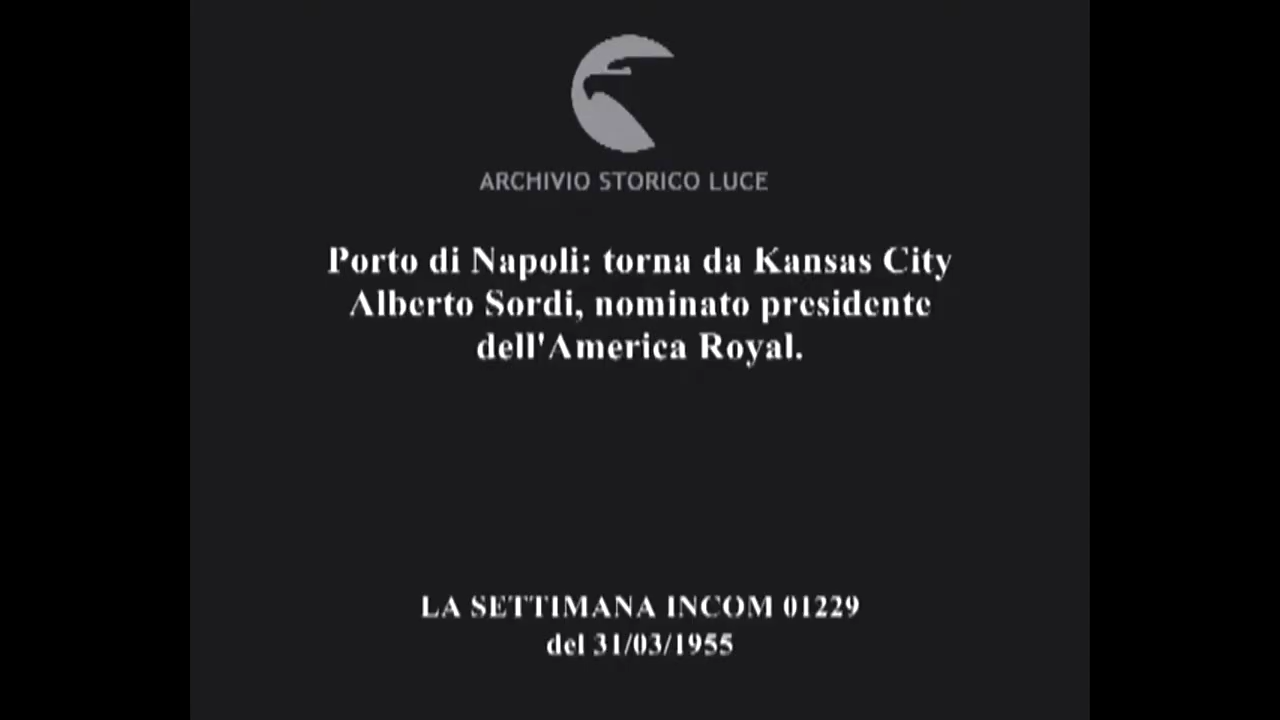 ARCHIVIO STORICO LUCE
Porto di Napoli: torna da Kansas City
Alberto Sordi, nominato presidente
dell'America Royal.
LA SETTIMANA INCOM 01229
del 31/03/1955